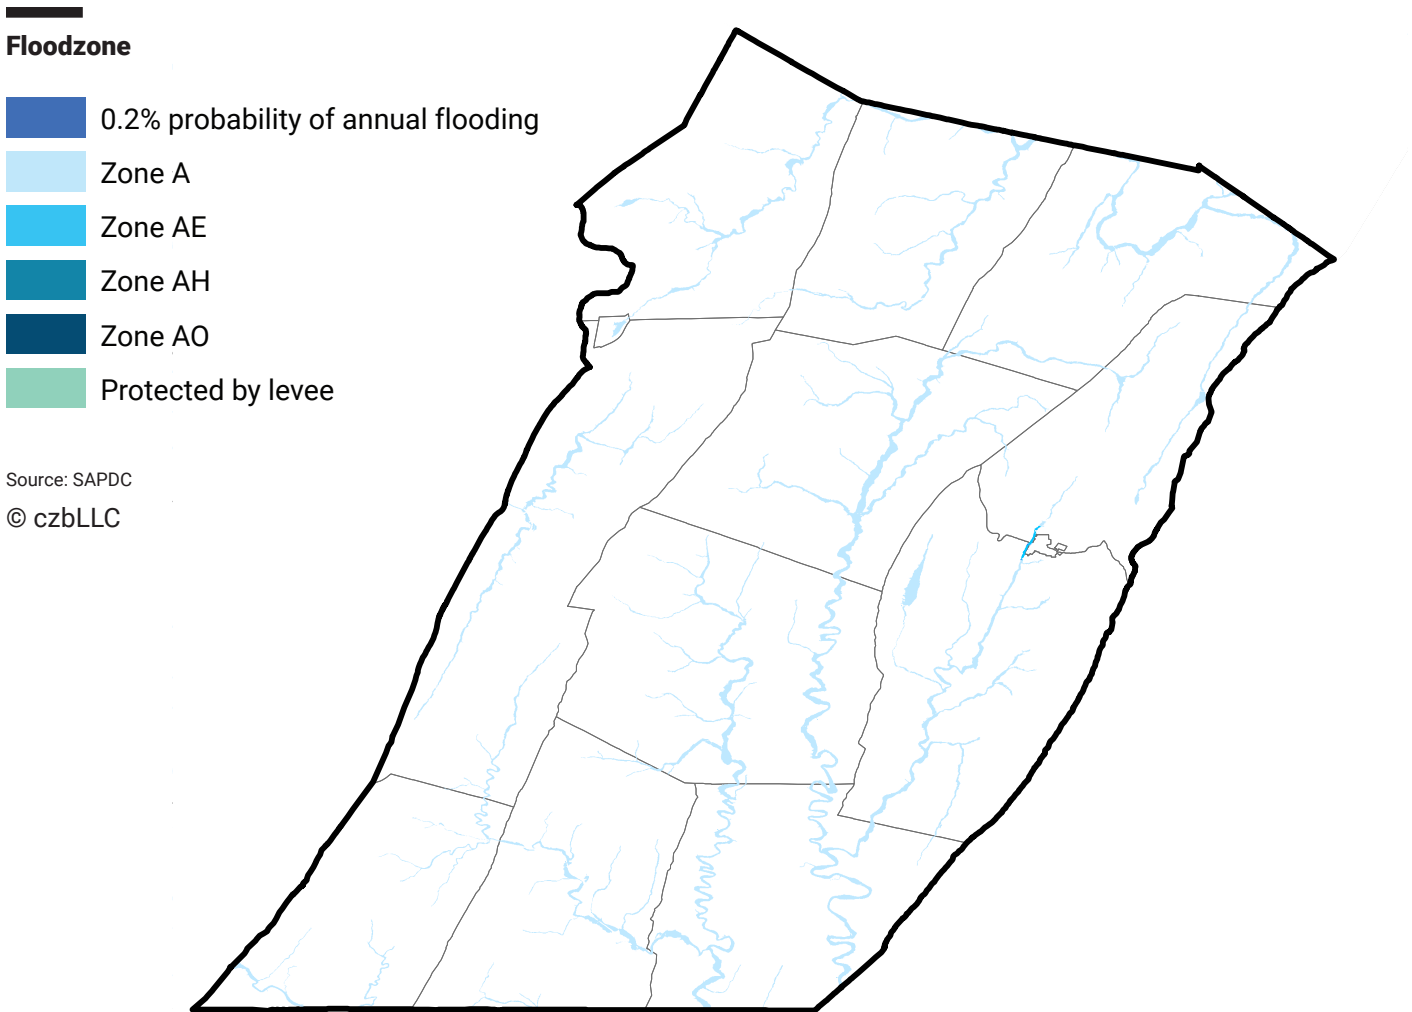 Floodzone
0.2% probability of annual flooding
Zone A
Zone AE
Zone AH
Zone AO
Protected by levee
Source: SAPDC
© czbLLC